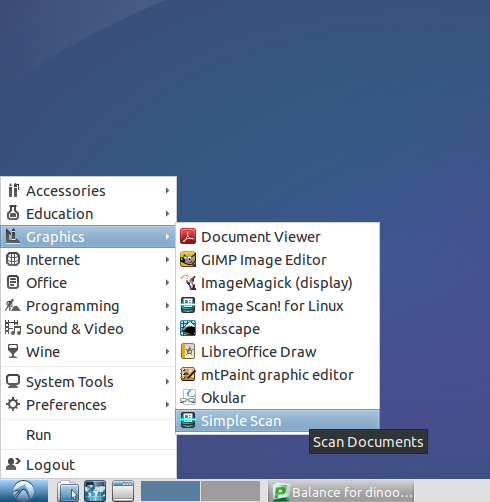 Accessories
Education
Graphics
Internet
Office
Programming
Sound & Video
Wine
System Tools
Preferences
Run
Logout
Document Viewer
GIMP Image Editor
ImageMagick (display)
Image Scan! for Linux
Inkscape
LibreOffice Draw
mtPaint graphic editor
Okular
Simple Scan
Scan Documents
Balance for dinoo...